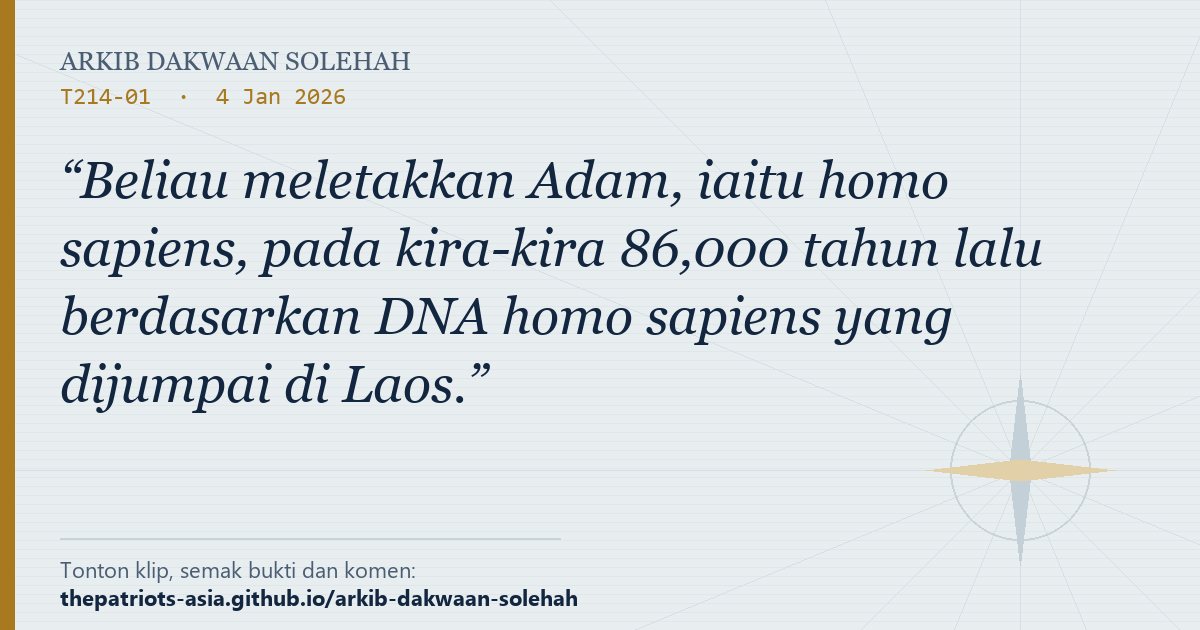 ARKIB DAKWAAN SOLEHAH
T214-01 · 4 Jan 2026
“Beliau meletakkan Adam, iaitu homo
sapiens, pada kira-kira 86,000 tahun lalu
berdasarkan DNA homo sapiens yang
dijumpai di Laos.”
Tonton klip, semak bukti dan komen:
thepatriots-asia.github.io/arkib-dakwaan-solehah